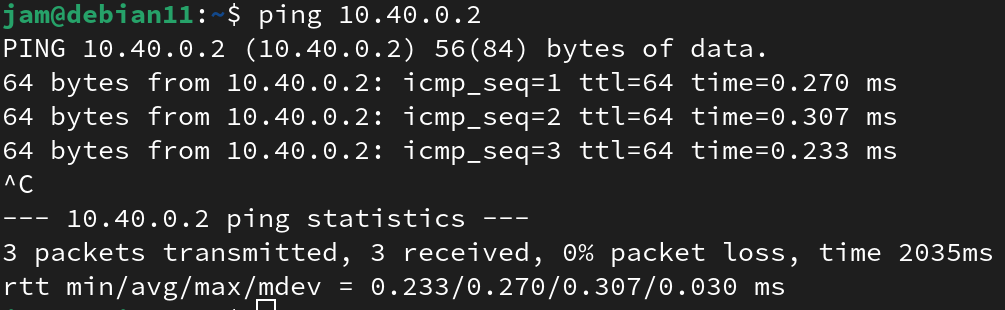 jam@debian11:~$ ping 10.40.0.2
PING 10.40.0.2 (10.40.0.2) 56(84) bytes of data.
64 bytes from 10.40.0.2: icmp_seq=1 ttl=64 time=0.270 ms
64 bytes from 10.40.0.2: icmp_seq=2 ttl=64 time=0.307 ms
64 bytes from 10.40.0.2: icmp_seq=3 ttl=64 time=0.233 ms
^C
--- 10.40.0.2 ping statistics ---
3 packets transmitted, 3 received, 0% packet loss, time 2035ms
rtt min/avg/max/mdev = 0.233/0.270/0.307/0.030 ms